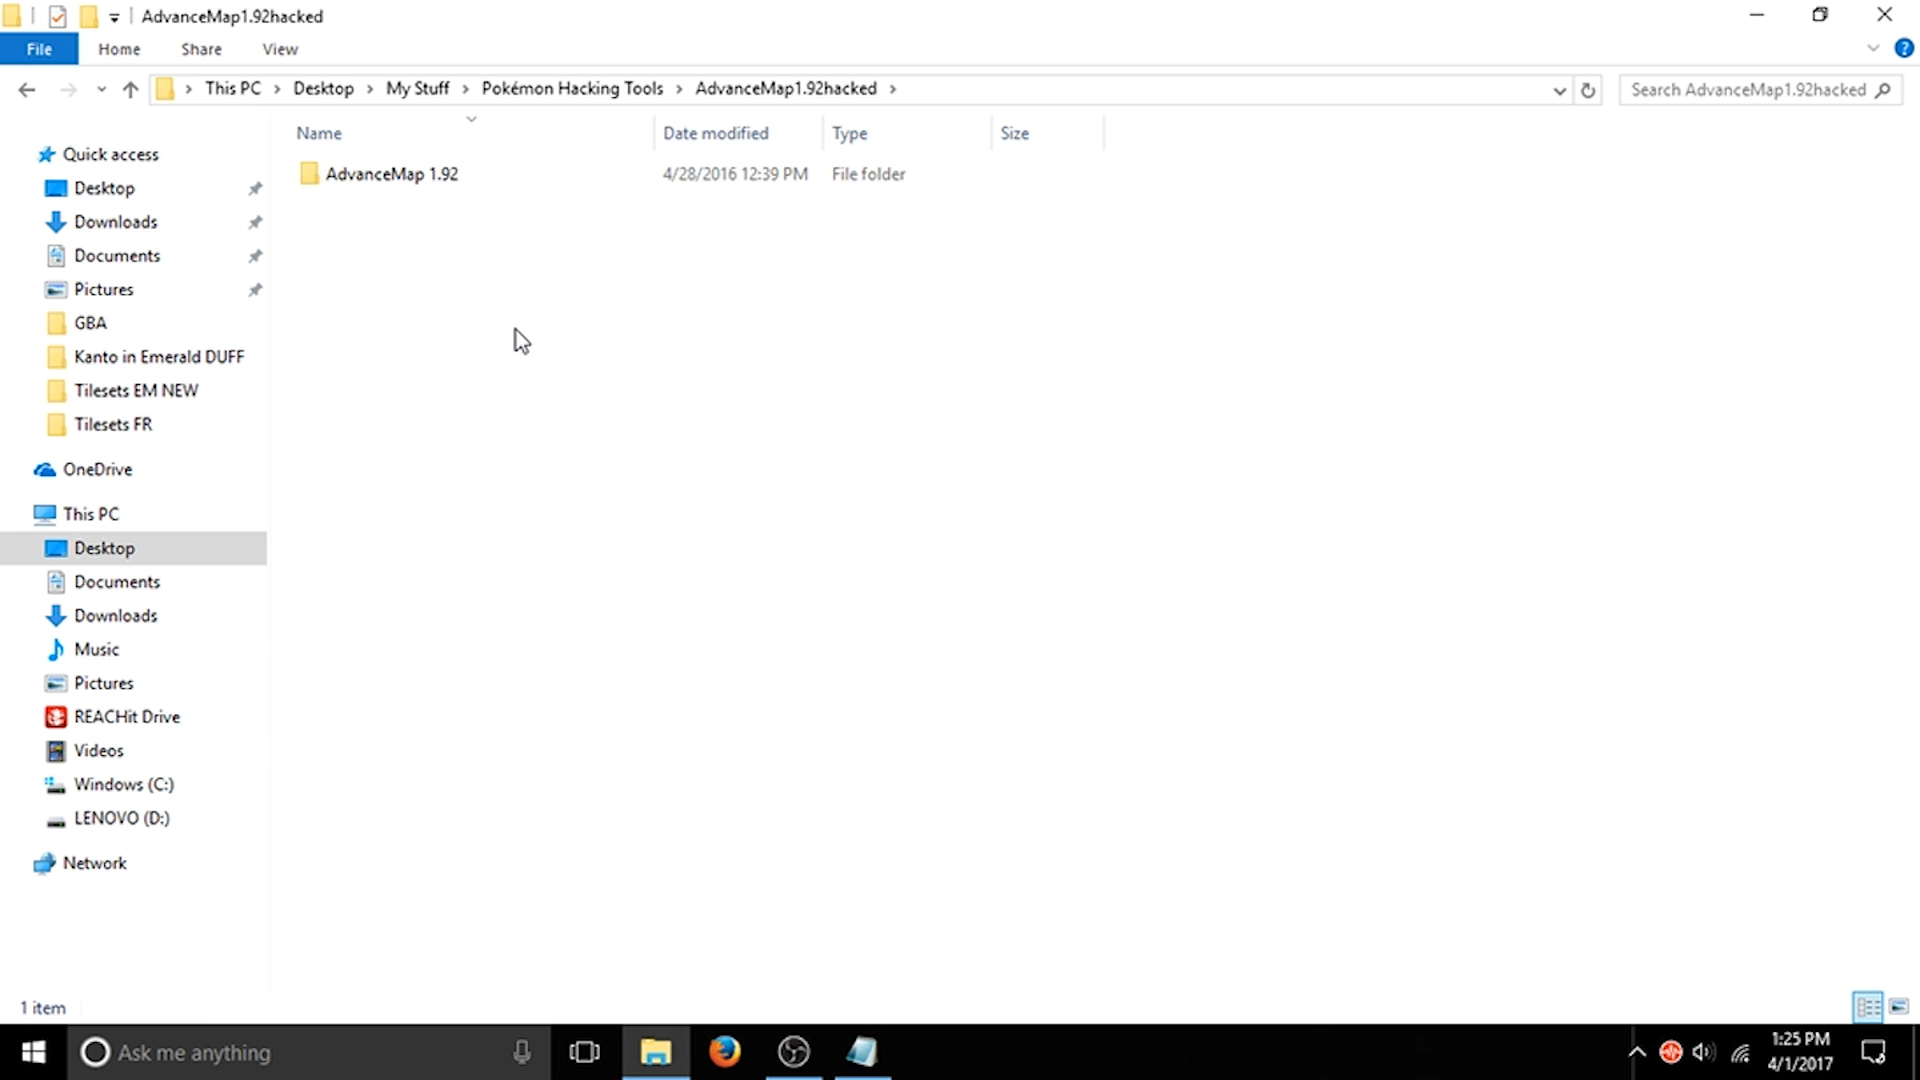 AdvanceMap1.92hacked
File Home Share View
This PC Desktop My Stuff Pokémon Hacking Tools AdvanceMap1.92hacked
Search AdvanceMap1.92hacked
Name Date modified Type Size
AdvanceMap 1.92 4/28/2016 12:39 PM File folder
Quick access
Desktop
Downloads
Documents
Pictures
GBA
Kanto in Emerald DUFF
Tilesets EM NEW
Tilesets FR
OneDrive
This PC
Desktop
Documents
Downloads
Music
Pictures
REACHit Drive
Videos
Windows (C:)
LENOVO (D:)
Network
1 item
Ask me anything
1:25 PM
4/1/2017